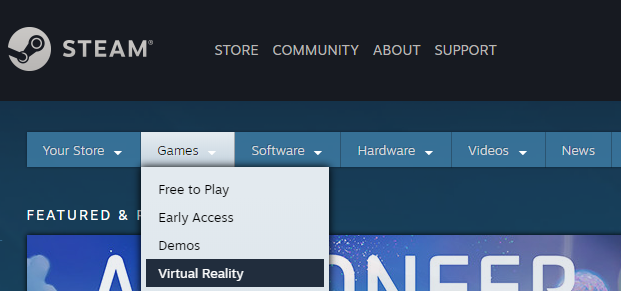 STEAM®
STORE COMMUNITY ABOUT SUPPORT
Your Store Games Software Hardware Videos News
Free to Play
Early Access
Demos
Virtual Reality
FEATURED &